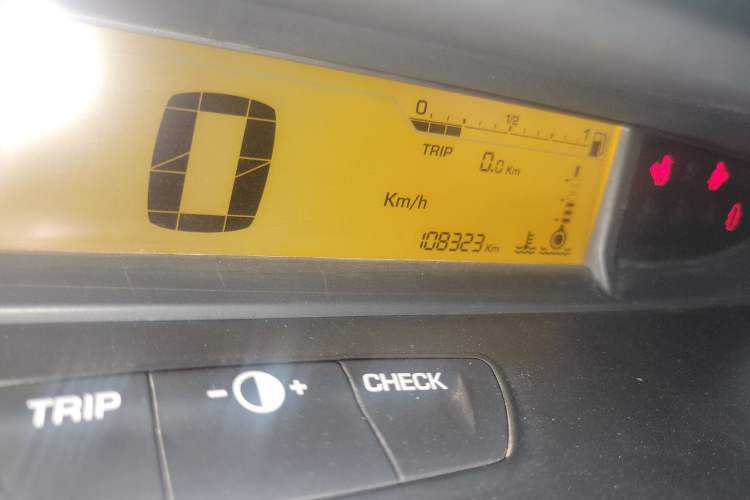 0
0 1/2 1
TRIP 0.0 Km
Km/h
108323 Km
TRIP - + CHECK